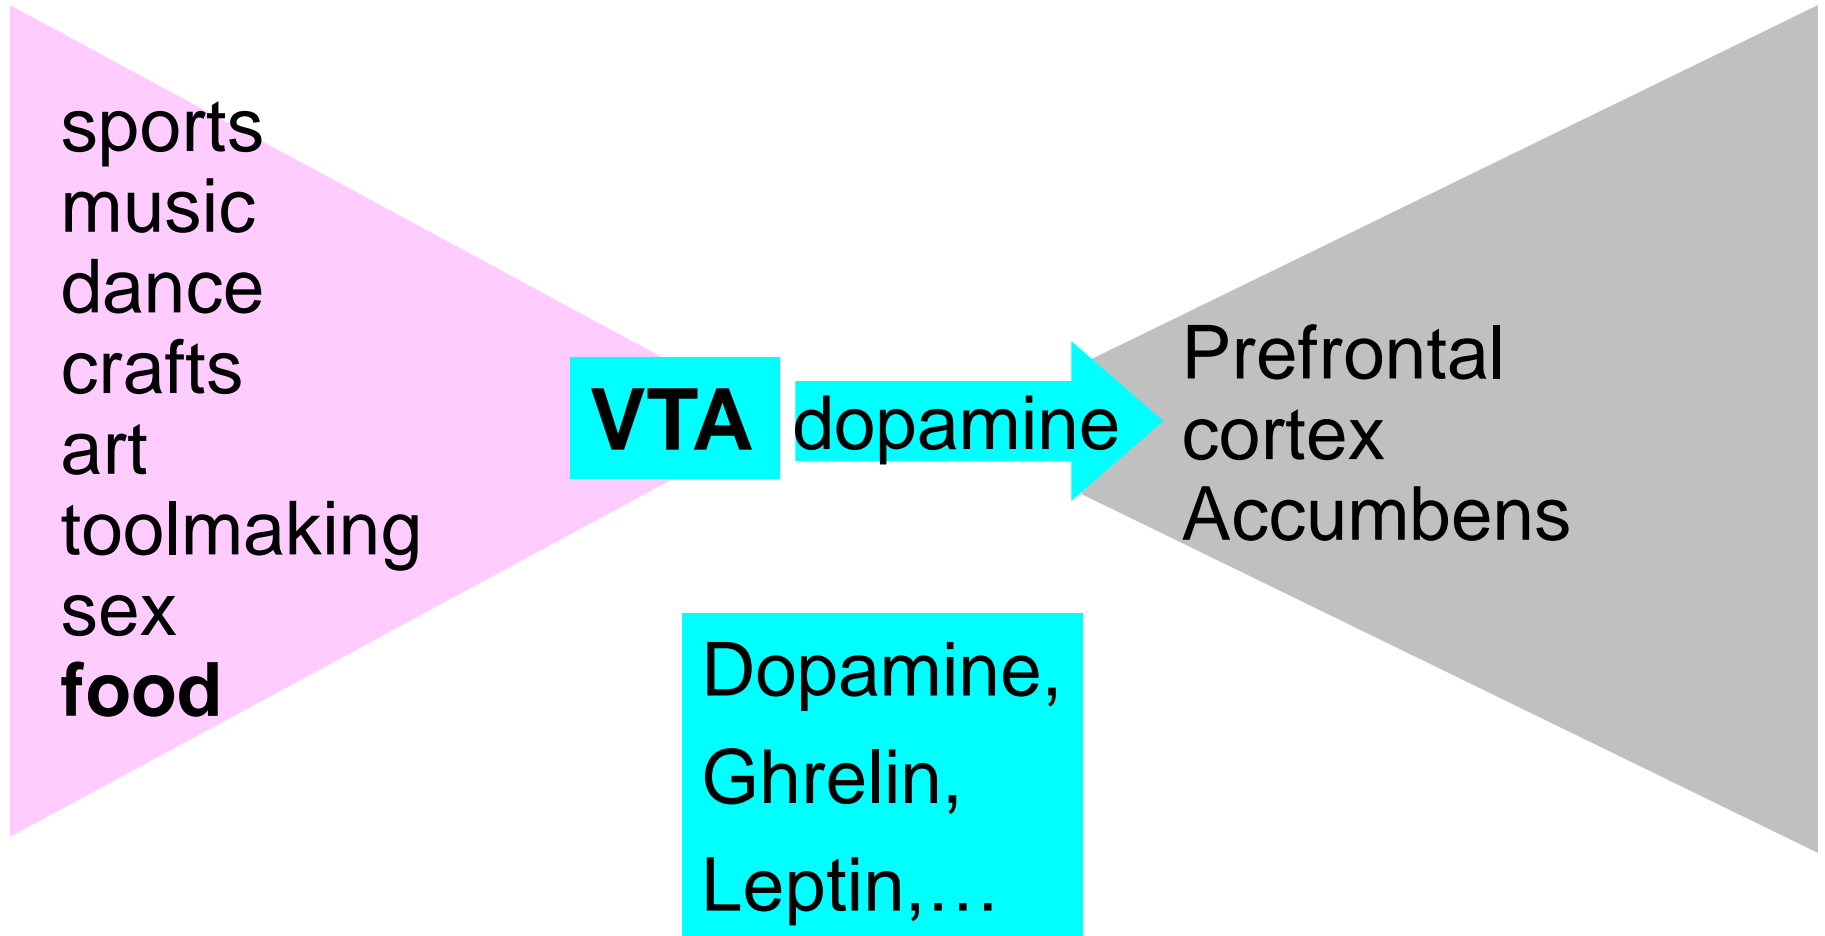 sports
music
dance
crafts
art
toolmaking
sex
food
VTA
dopamine
Prefrontal
cortex
Accumbens
Dopamine,
Ghrelin,
Leptin,…